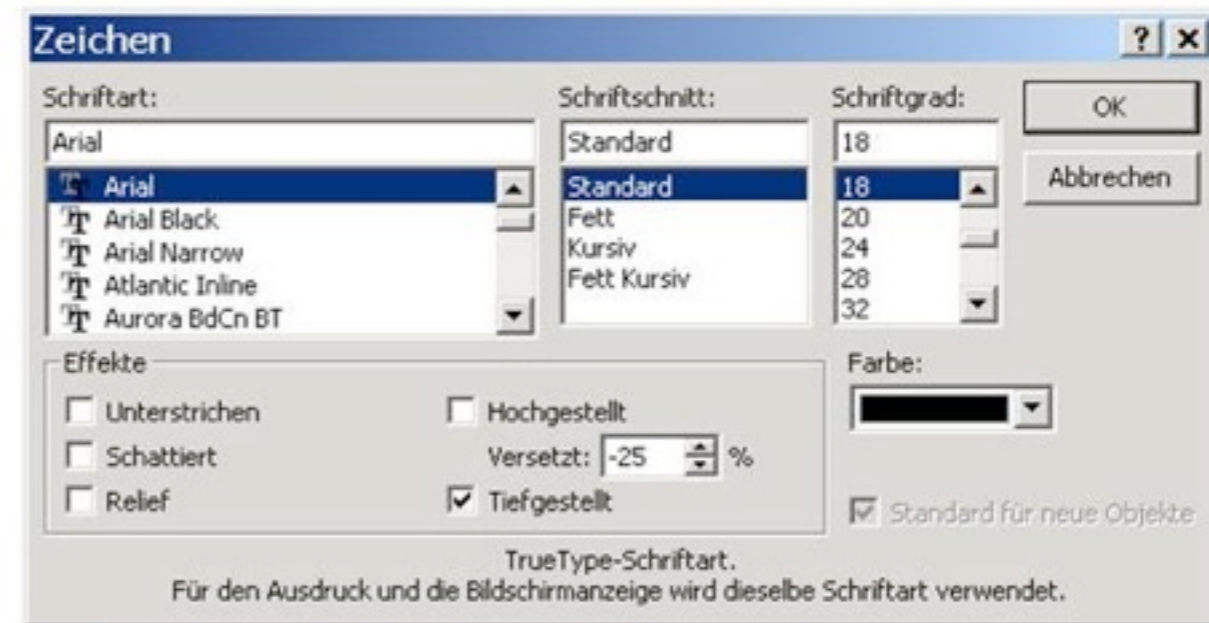 Zeichen
Schriftart:
Arial
Arial
Arial Black
Arial Narrow
Atlantic Inline
Aurora BdCn BT
Schriftschnitt:
Standard
Standard
Fett
Kursiv
Fett Kursiv
Schriftgrad:
18
18
20
24
28
32
OK
Abbrechen
Effekte
Unterstrichen
Schattiert
Relief
Hochgestellt
Versetzt: -25 %
Tiefgestellt
Farbe:
Standard für neue Objekte
TrueType-Schriftart.
Für den Ausdruck und die Bildschirmanzeige wird dieselbe Schriftart verwendet.